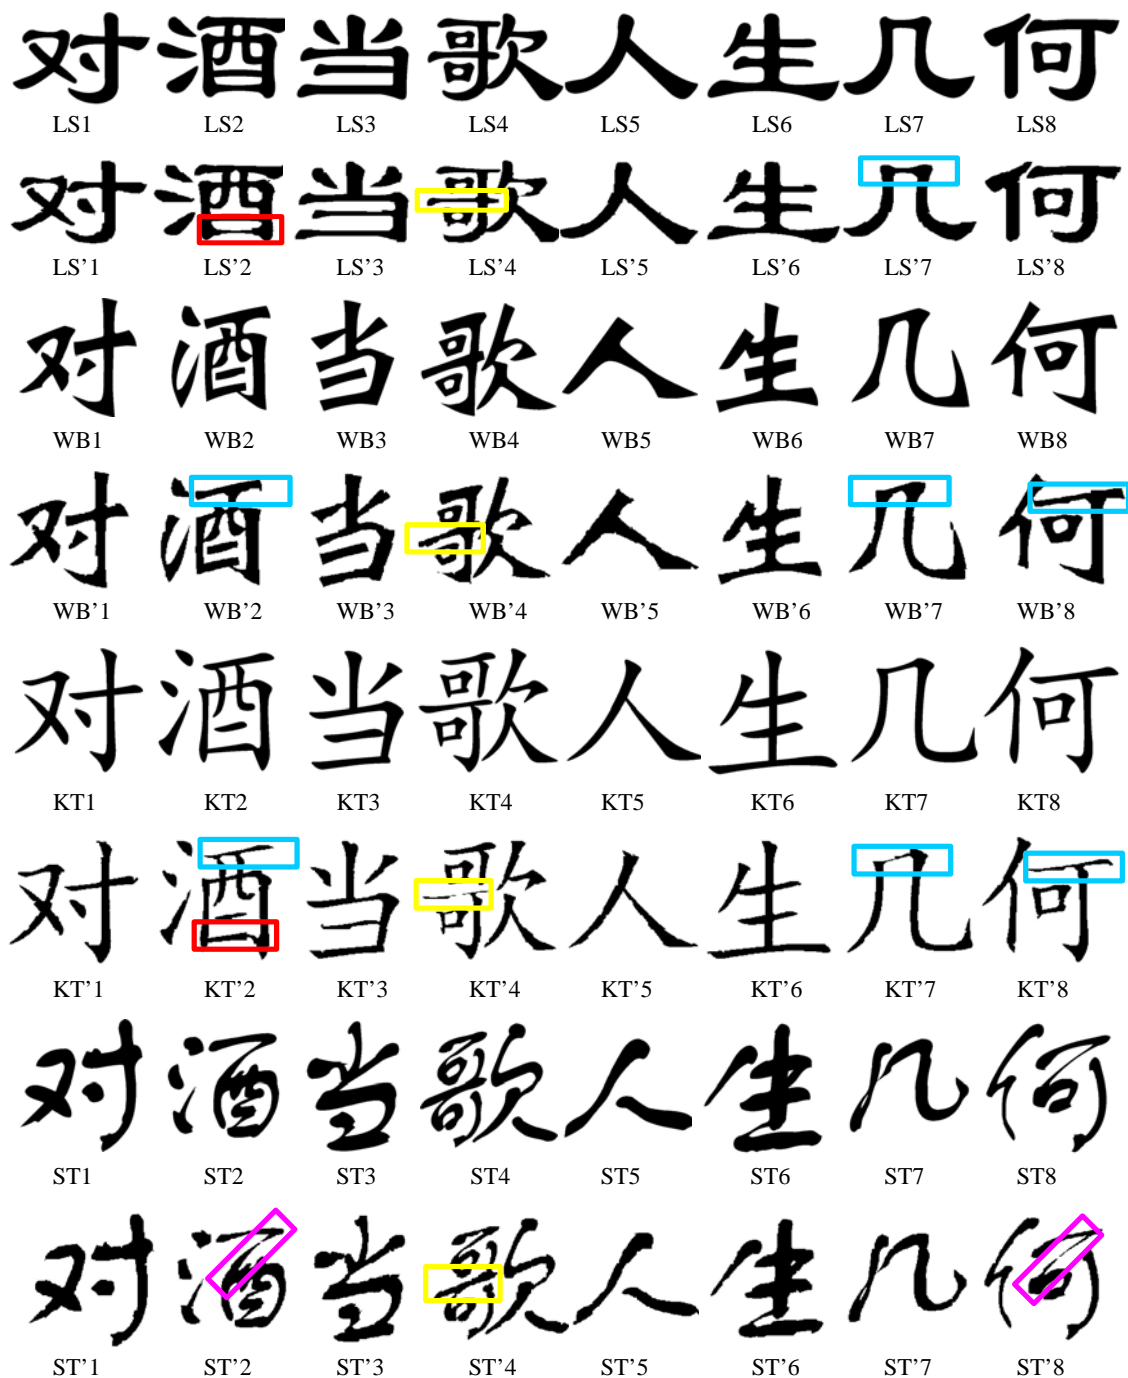 对 酒 当 歌 人 生 几 何
LS1 LS2 LS3 LS4 LS5 LS6 LS7 LS8
对 酒 当 歌 人 生 几 何
LS’1 LS’2 LS’3 LS’4 LS’5 LS’6 LS’7 LS’8
对 酒 当 歌 人 生 几 何
WB1 WB2 WB3 WB4 WB5 WB6 WB7 WB8
对 酒 当 歌 人 生 几 何
WB’1 WB’2 WB’3 WB’4 WB’5 WB’6 WB’7 WB’8
对 酒 当 歌 人 生 几 何
KT1 KT2 KT3 KT4 KT5 KT6 KT7 KT8
对 酒 当 歌 人 生 几 何
KT’1 KT’2 KT’3 KT’4 KT’5 KT’6 KT’7 KT’8
对 酒 当 歌 人 生 几 何
ST1 ST2 ST3 ST4 ST5 ST6 ST7 ST8
对 酒 当 歌 人 生 几 何
ST’1 ST’2 ST’3 ST’4 ST’5 ST’6 ST’7 ST’8